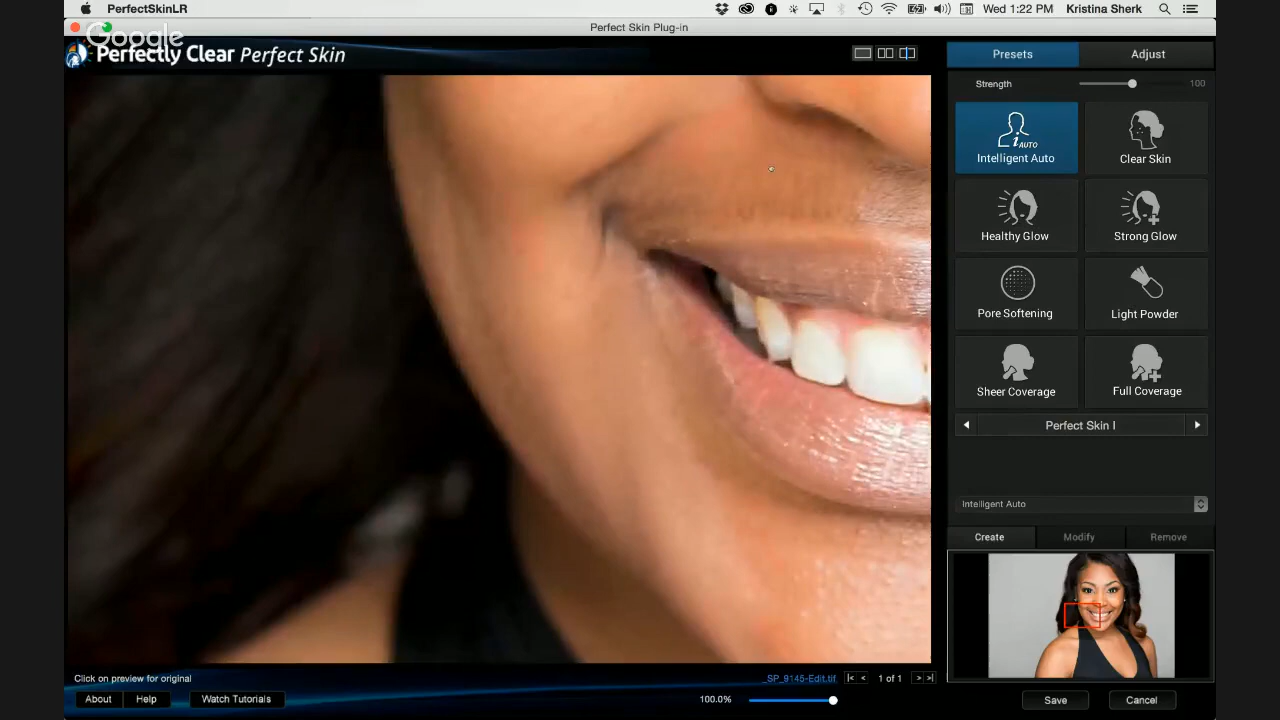 PerfectSkinLR
Wed 1:22 PM Kristina Sherk
Perfect Skin Plug-in
Google
Perfectly Clear Perfect Skin
Presets Adjust
Strength 100
Intelligent Auto
iAUTO
Clear Skin
Healthy Glow
Strong Glow
Pore Softening
Light Powder
Sheer Coverage
Full Coverage
Perfect Skin I
Intelligent Auto
Create Modify Remove
Click on preview for original
_SP_9145-Edit.tif
1 of 1
About Help Watch Tutorials
100.0%
Save Cancel